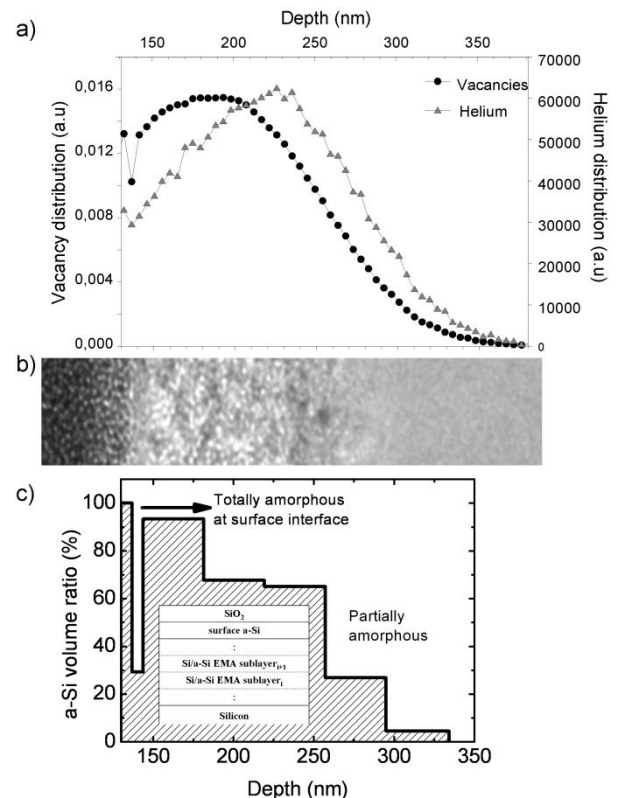 a)
Depth (nm)
150 200 250 300 350
0,016
0,012
0,008
0,004
0,000
Vacancy distribution (a.u)
Vacancies
Helium
70000
60000
50000
40000
30000
20000
10000
0
Helium distribution (a.u)
b)
c)
100
80
60
40
20
0
a-Si volume ratio (%)
Totally amorphous
at surface interface
Partially
amorphous
SiO₂
surface a-Si
:
Si/a-Si EMA sublayerᵢ₊₁
Si/a-Si EMA sublayerᵢ
:
Silicon
150 200 250 300 350
Depth (nm)